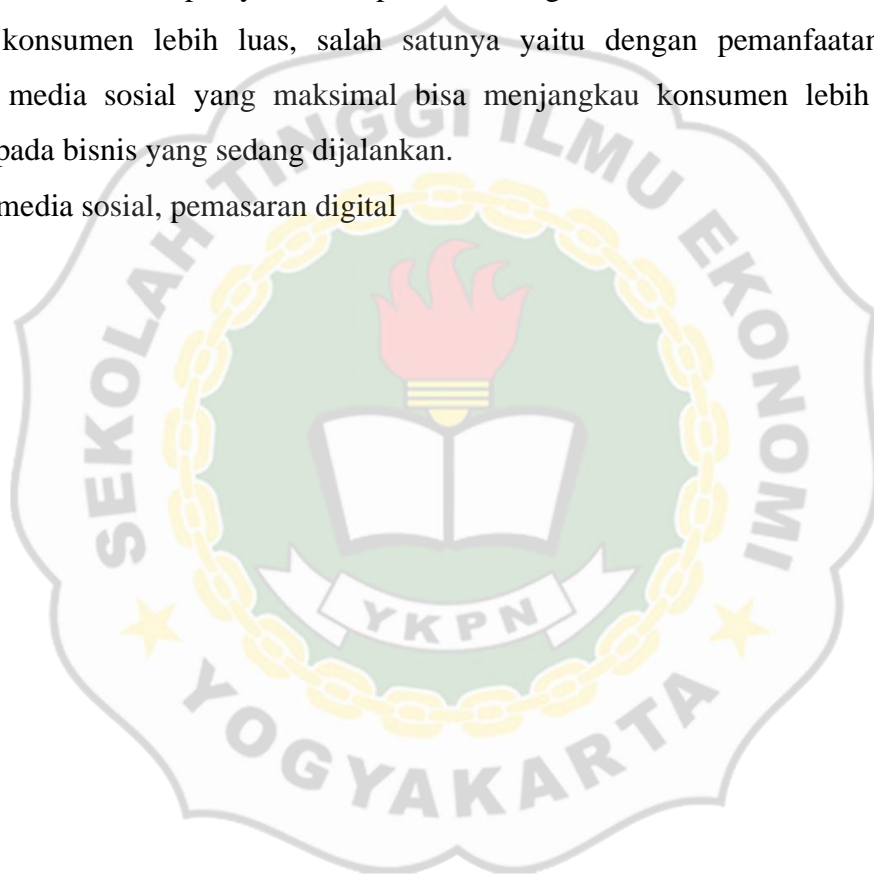 konsumen lebih luas, salah satunya yaitu dengan pemanfaatan
media sosial yang maksimal bisa menjangkau konsumen lebih
pada bisnis yang sedang dijalankan.
media sosial, pemasaran digital
SEKOLAH TINGGI ILMU EKONOMI
YKPN
YOGYAKARTA